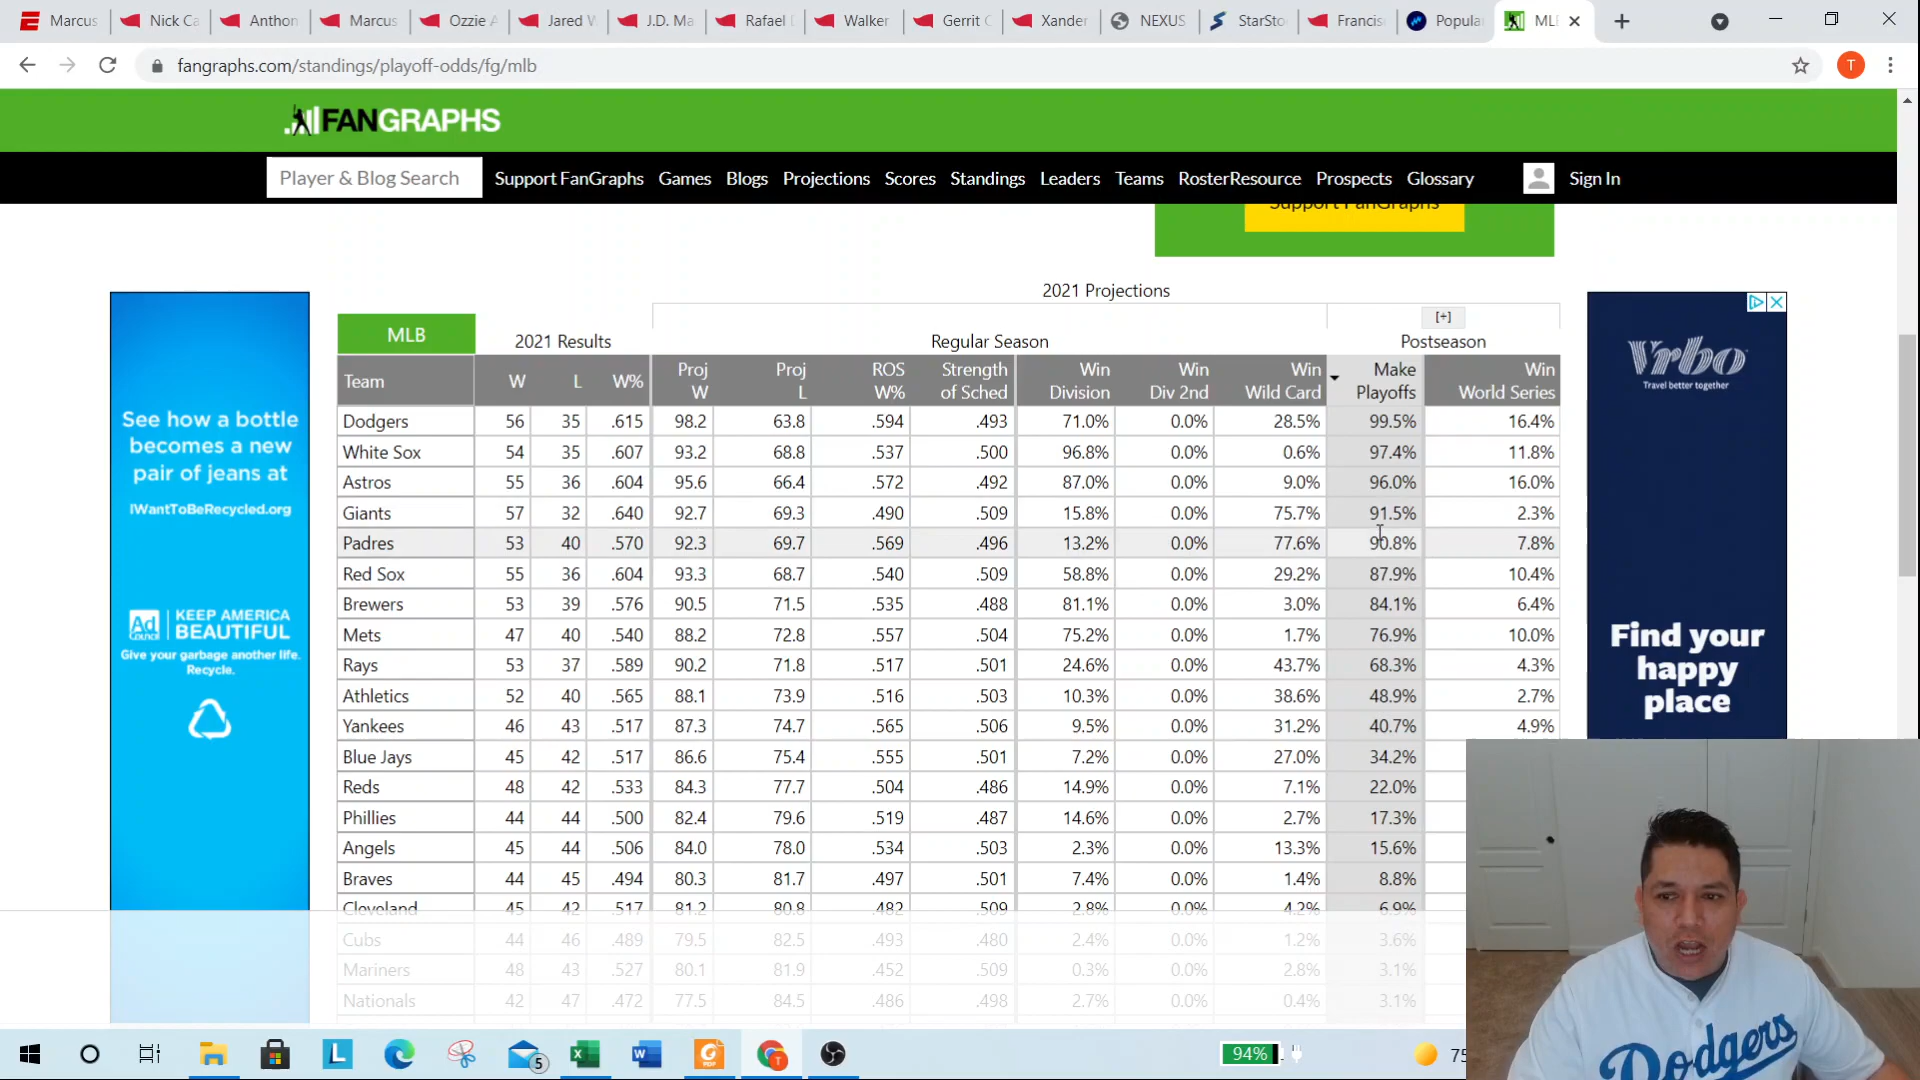 Marcus
Nick Ca
Anthon
Marcus
Ozzie A
Jared W
J.D. Ma
Rafael
Walker
Gerrit C
Xander
NEXUS
StarSto
Francis
Popula
ML
fangraphs.com/standings/playoff-odds/fg/mlb
T
FANGRAPHS
Player & Blog Search Support FanGraphs Games Blogs Projections Scores Standings Leaders Teams RosterResource Prospects Glossary Sign In
Support FanGraphs
2021 Projections
[+]
MLB 2021 Results Regular Season Postseason
Team W L W% Proj W Proj L ROS W% Strength of Sched Win Division Win Div 2nd Win Wild Card Make Playoffs Win World Series
Dodgers 56 35 .615 98.2 63.8 .594 .493 71.0% 0.0% 28.5% 99.5% 16.4%
White Sox 54 35 .607 93.2 68.8 .537 .500 96.8% 0.0% 0.6% 97.4% 11.8%
Astros 55 36 .604 95.6 66.4 .572 .492 87.0% 0.0% 9.0% 96.0% 16.0%
Giants 57 32 .640 92.7 69.3 .490 .509 15.8% 0.0% 75.7% 91.5% 2.3%
Padres 53 40 .570 92.3 69.7 .569 .496 13.2% 0.0% 77.6% 90.8% 7.8%
Red Sox 55 36 .604 93.3 68.7 .540 .509 58.8% 0.0% 29.2% 87.9% 10.4%
Brewers 53 39 .576 90.5 71.5 .535 .488 81.1% 0.0% 3.0% 84.1% 6.4%
Mets 47 40 .540 88.2 72.8 .557 .504 75.2% 0.0% 1.7% 76.9% 10.0%
Rays 53 37 .589 90.2 71.8 .517 .501 24.6% 0.0% 43.7% 68.3% 4.3%
Athletics 52 40 .565 88.1 73.9 .516 .503 10.3% 0.0% 38.6% 48.9% 2.7%
Yankees 46 43 .517 87.3 74.7 .565 .506 9.5% 0.0% 31.2% 40.7% 4.9%
Blue Jays 45 42 .517 86.6 75.4 .555 .501 7.2% 0.0% 27.0% 34.2%
Reds 48 42 .533 84.3 77.7 .504 .486 14.9% 0.0% 7.1% 22.0%
Phillies 44 44 .500 82.4 79.6 .519 .487 14.6% 0.0% 2.7% 17.3%
Angels 45 44 .506 84.0 78.0 .534 .503 2.3% 0.0% 13.3% 15.6%
Braves 44 45 .494 80.3 81.7 .497 .501 7.4% 0.0% 1.4% 8.8%
Cleveland 45 42 .517 81.2 80.8 .482 .509 2.8% 0.0% 4.2% 6.9%
Cubs 44 46 .489 79.5 82.5 .493 .480 2.4% 0.0% 1.2% 3.6%
Mariners 48 43 .527 80.1 81.9 .452 .509 0.3% 0.0% 2.8% 3.1%
Nationals 42 47 .472 77.5 84.5 .486 .498 2.7% 0.0% 0.4% 3.1%
See how a bottle
becomes a new
pair of jeans at
IWantToBeRecycled.org
Ad Council KEEP AMERICA
BEAUTIFUL
Give your garbage another life.
Recycle.
Vrbo
Travel better together
Find your
happy
place
Dodgers
L
5
94%
75